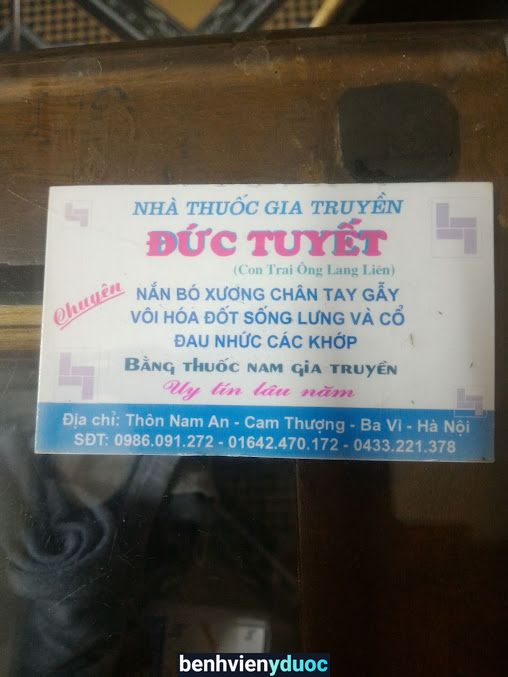 NHÀ THUỐC GIA TRUYỀN
ĐỨC TUYẾT
(Con Trai Ông Lang Liên)
Chuyên
NẮN BÓ XƯƠNG CHÂN TAY GẪY
VÔI HÓA ĐỐT SỐNG LƯNG VÀ CỔ
ĐAU NHỨC CÁC KHỚP
BẰNG THUỐC NAM GIA TRUYỀN
Uy tín lâu năm
Địa chỉ: Thôn Nam An - Cam Thượng - Ba Vi - Hà Nội
SĐT: 0986.091.272 - 01642.470.172 - 0433.221.378
benhvienyduoc